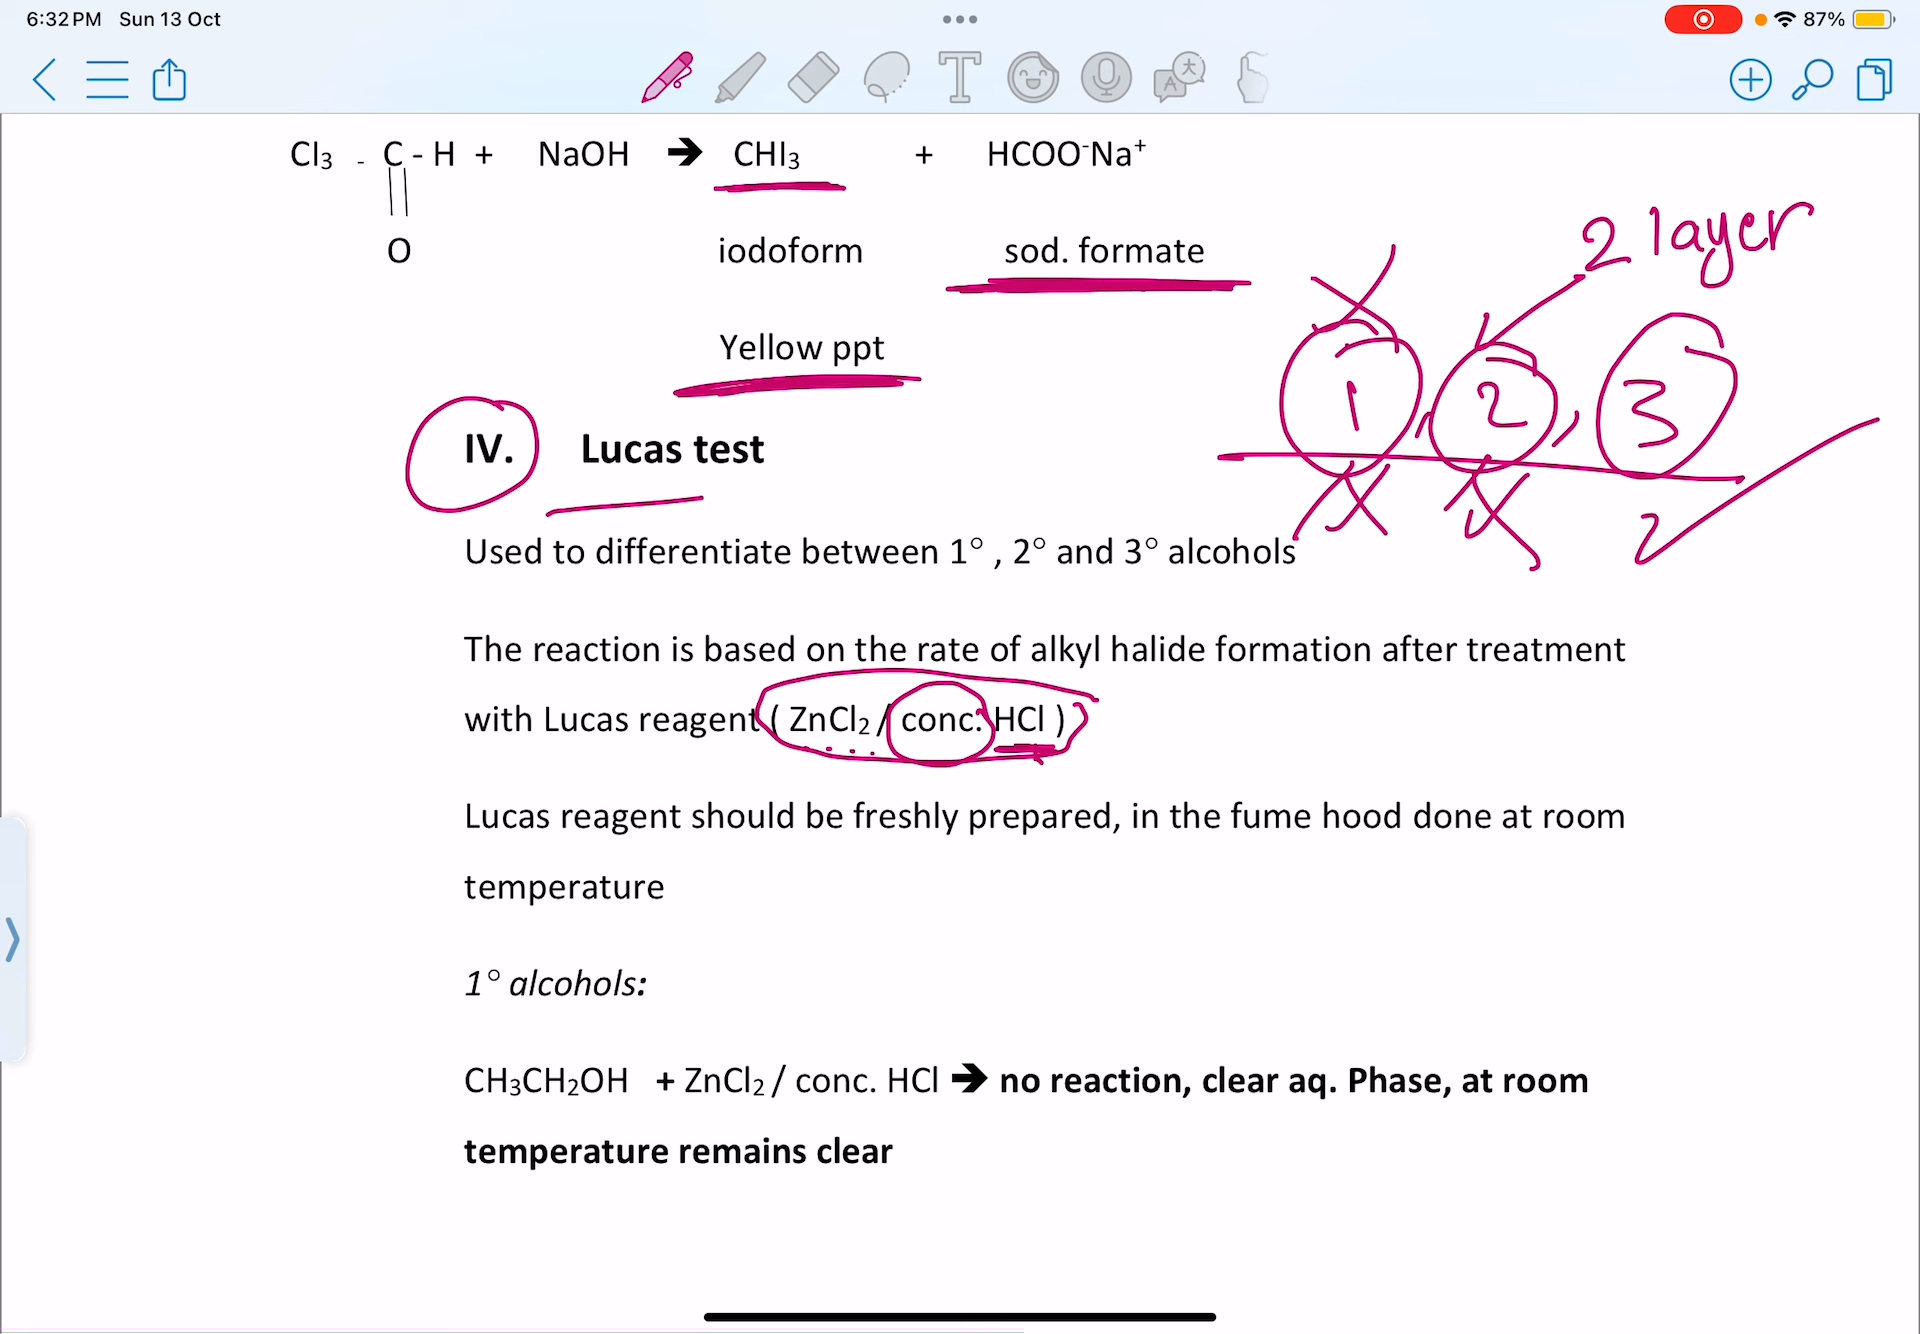 6:32 PM Sun 13 Oct
87%
Cl₃ - C - H + NaOH ➔ CHI₃ + HCOO⁻Na⁺
O iodoform sod. formate
2 layer
Yellow ppt
1, 2, 3
IV. Lucas test
Used to differentiate between 1° , 2° and 3° alcohols
The reaction is based on the rate of alkyl halide formation after treatment
with Lucas reagent ( ZnCl₂ / conc. HCl )
Lucas reagent should be freshly prepared, in the fume hood done at room
temperature
1° alcohols:
CH₃CH₂OH + ZnCl₂ / conc. HCl ➔ no reaction, clear aq. Phase, at room
temperature remains clear